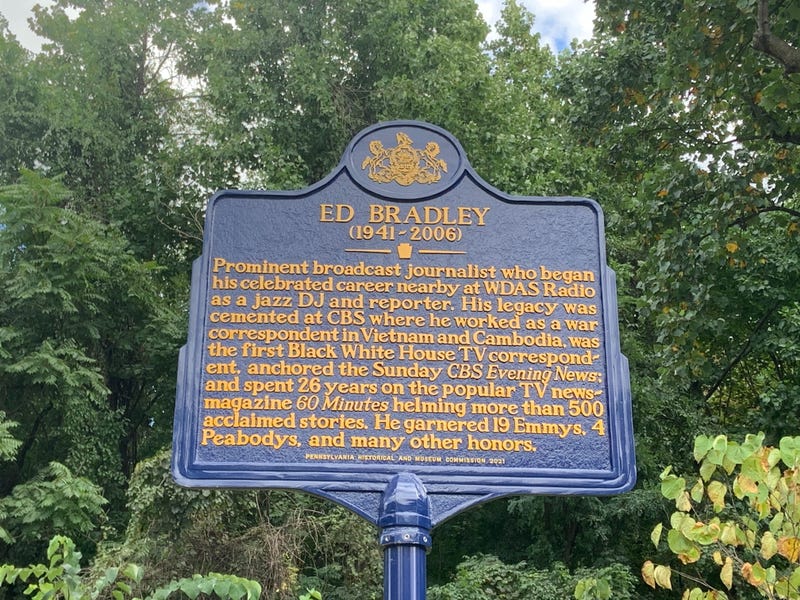 ED BRADLEY
(1941-2006)
Prominent broadcast journalist who began
his celebrated career nearby at WDAS Radio
as a jazz DJ and reporter. His legacy was
cemented at CBS where he worked as a war
correspondent in Vietnam and Cambodia, was
the first Black White House TV correspond-
ent, anchored the Sunday CBS Evening News;
and spent 26 years on the popular TV news-
magazine 60 Minutes helming more than 500
acclaimed stories. He garnered 19 Emmys, 4
Peabodys, and many other honors.
PENNSYLVANIA HISTORICAL AND MUSEUM COMMISSION 2021